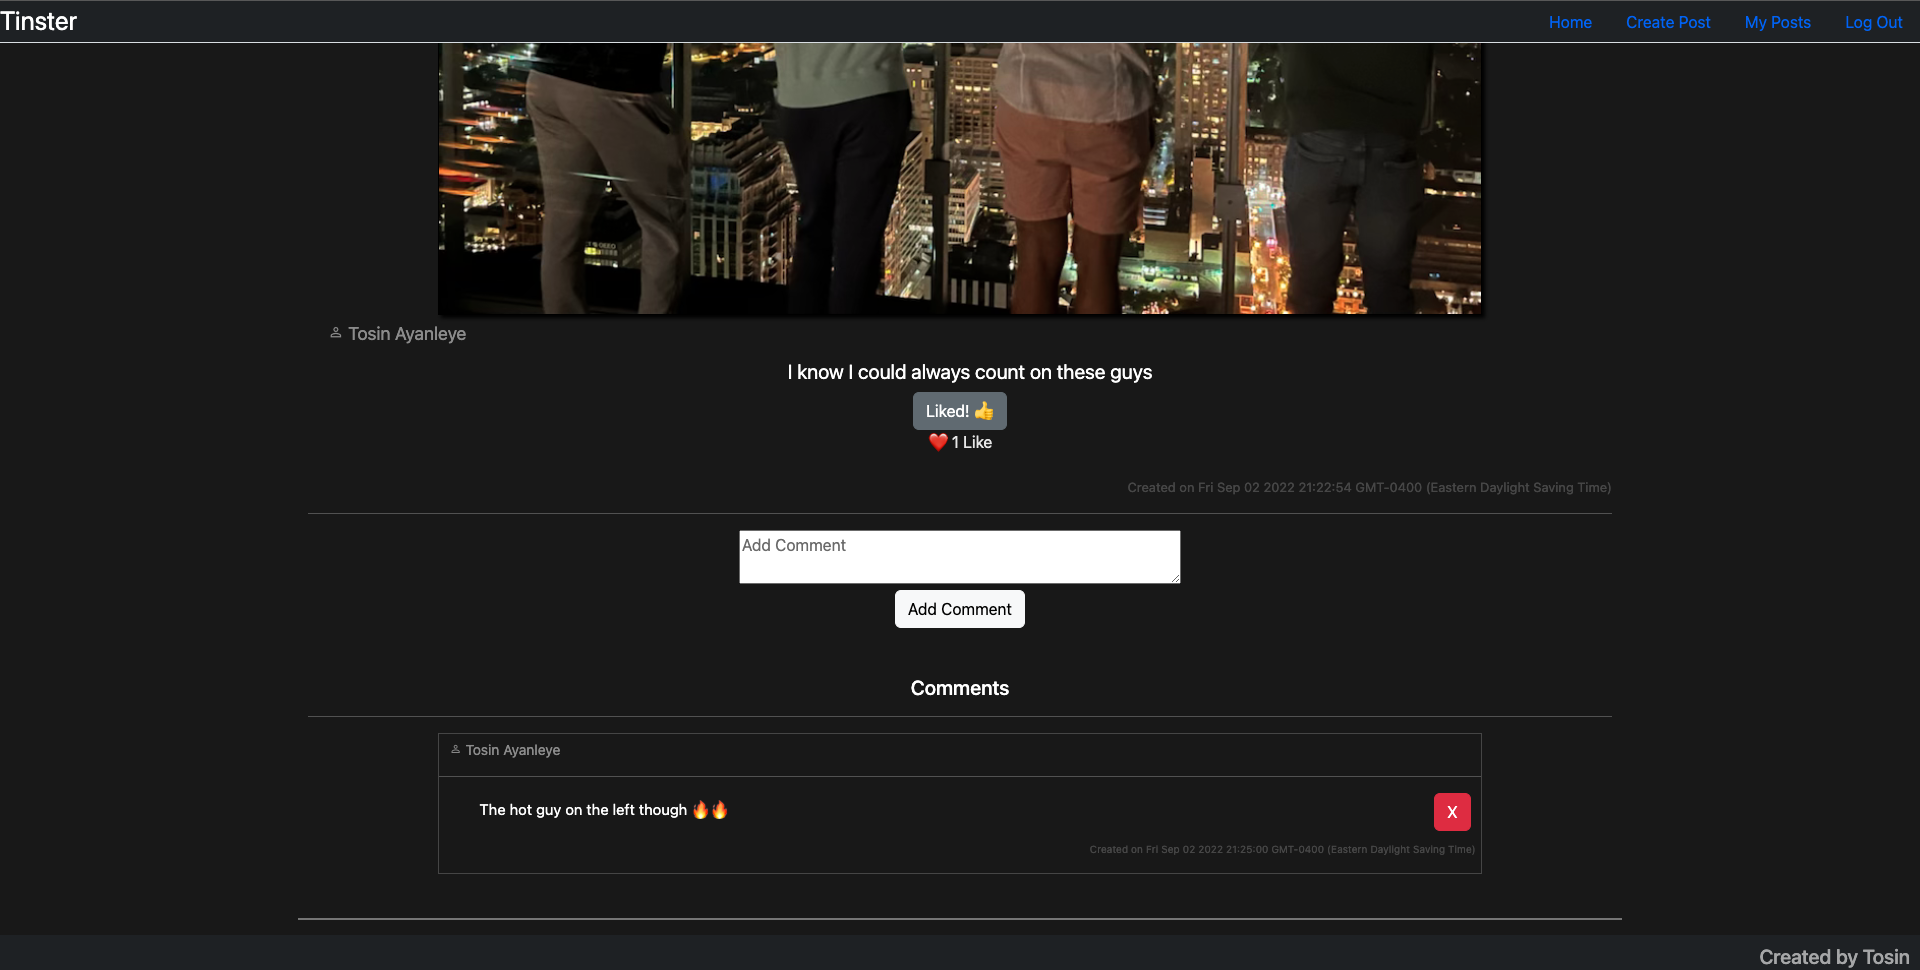 Tinster
Home
Create Post
My Posts
Log Out
Tosin Ayanleye
I know I could always count on these guys
Liked! 👍
❤️ 1 Like
Created on Fri Sep 02 2022 21:22:54 GMT-0400 (Eastern Daylight Saving Time)
Add Comment
Add Comment
Comments
Tosin Ayanleye
The hot guy on the left though 🔥🔥
X
Created on Fri Sep 02 2022 21:25:00 GMT-0400 (Eastern Daylight Saving Time)
Created by Tosin